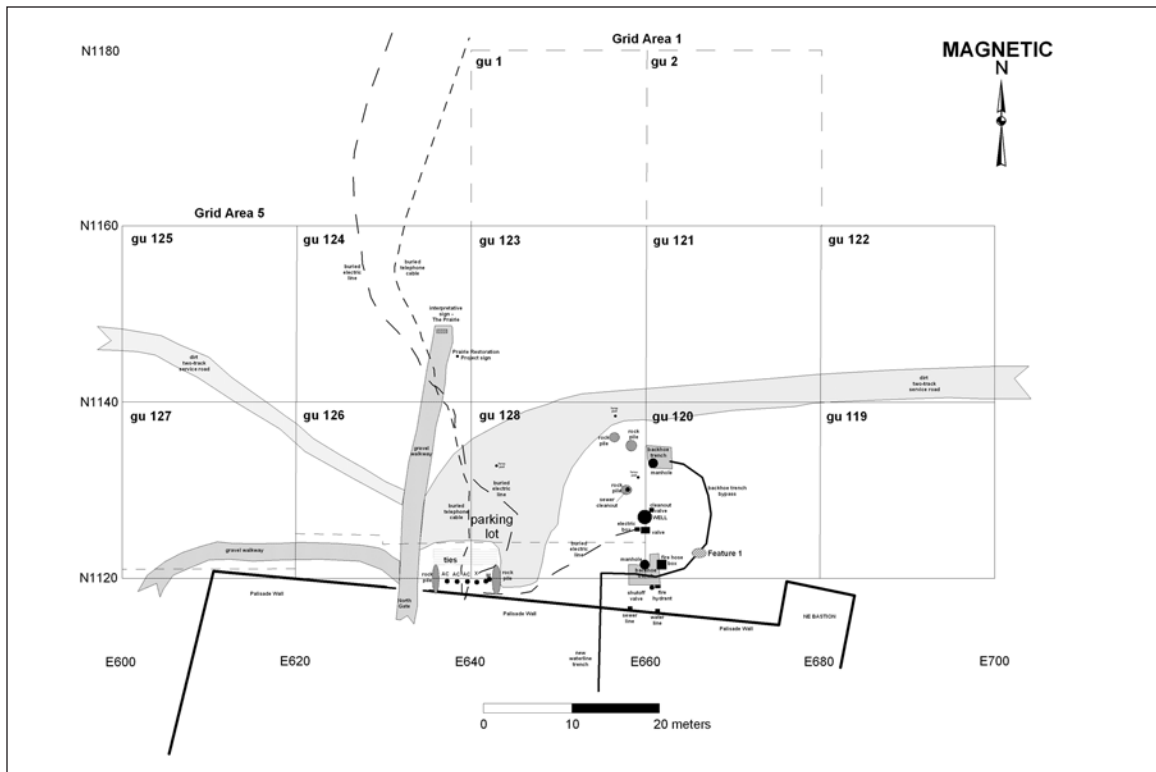 Grid Area 1
N1180
gu 1
gu 2
MAGNETIC
N
Grid Area 5
N1160
gu 125
gu 124
gu 123
gu 121
gu 122
buried
electric
line
buried
telephone
cable
interpretative
sign -
The Prairie
Prairie Restoration
Project sign
dirt
two-track
service road
dirt
two-track
service road
N1140
gu 127
gu 126
gu 128
gu 120
gu 119
rock
pile
rock
pile
gravel
walkway
backhoe
trench
manhole
backhoe trench
bypass
buried
electric
line
rock
pile
sewer
cleanout
buried
telephone
cable
parking
lot
cleanout
valve
WELL
electric
box
valve
buried
electric
line
gravel walkway
ties
manhole
fire hose
box
Feature 1
rock
pile
AC
AC
AC
rock
pile
backhoe
trench
N1120
shutoff
valve
fire
hydrant
Palisade Wall
North
Gate
Palisade Wall
sewer
line
water
line
Palisade Wall
NE BASTION
new
waterline
trench
E600
E620
E640
E660
E680
E700
0
10
20 meters